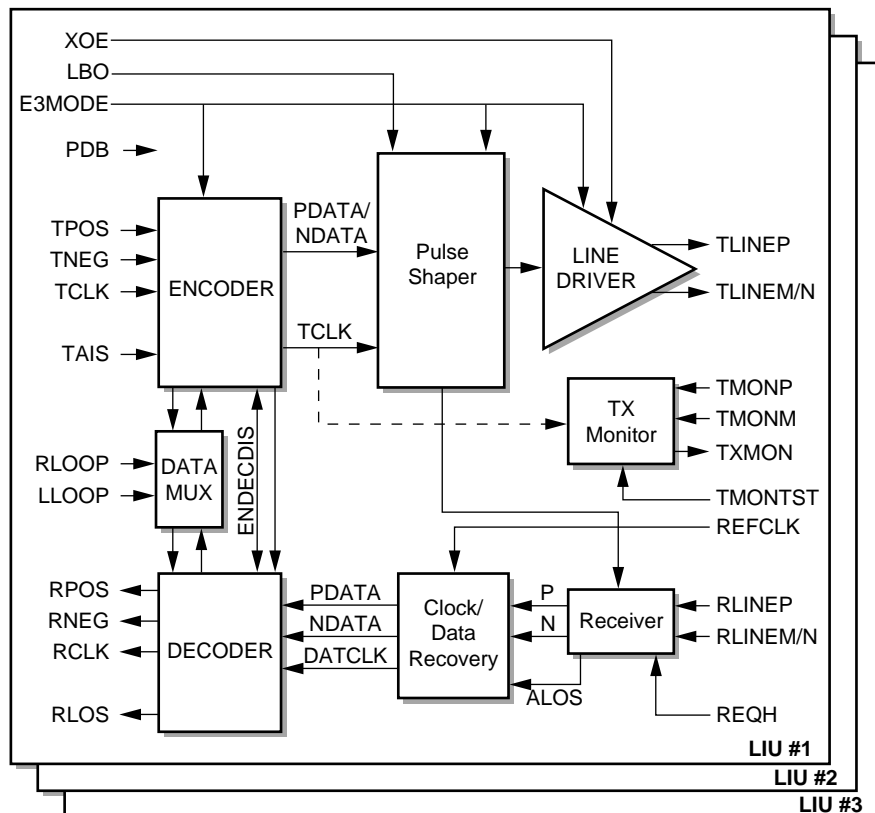 XOE
LBO
E3MODE
PDB
TPOS
TNEG
TCLK
TAIS
ENCODER
PDATA/
NDATA
TCLK
Pulse
Shaper
LINE
DRIVER
TLINEP
TLINEM/N
TX
Monitor
TMONP
TMONM
TXMON
TMONTST
REFCLK
RLOOP
LLOOP
DATA
MUX
ENDECDIS
RPOS
RNEG
RCLK
RLOS
DECODER
PDATA
NDATA
DATCLK
Clock/
Data
Recovery
P
N
ALOS
Receiver
RLINEP
RLINEM/N
REQH
LIU #1
LIU #2
LIU #3